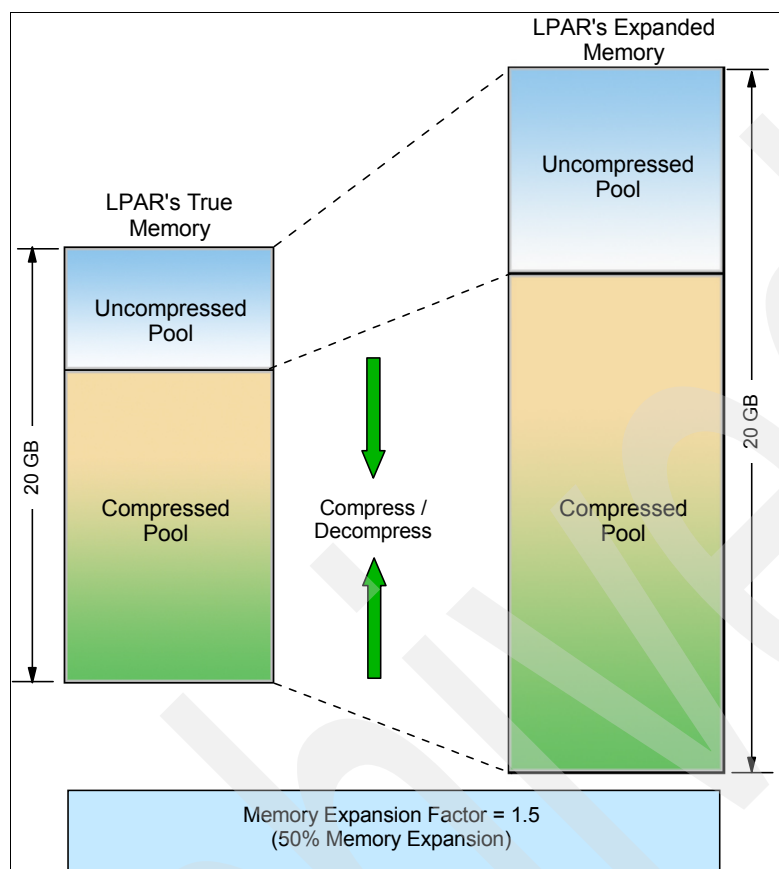 LPAR's Expanded
Memory
Uncompressed
Pool
LPAR's True
Memory
Uncompressed
Pool
20 GB
20 GB
Compressed
Pool
Compress /
Decompress
Compressed
Pool
Memory Expansion Factor = 1.5
(50% Memory Expansion)